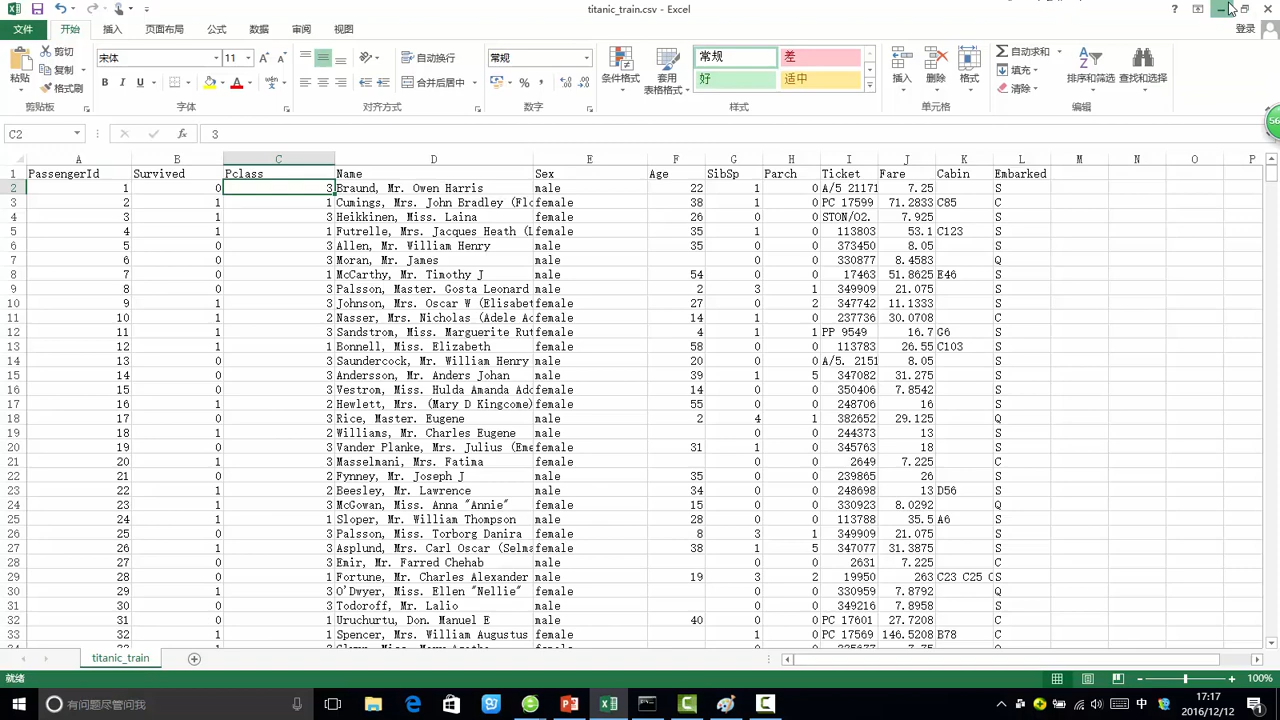 titanic_train.csv - Excel
文件 开始 插入 页面布局 公式 数据 审阅 视图 登录
粘贴 剪切 复制 格式刷 宋体 11 B I U 自动换行 合并后居中 常规 % 条件格式 套用 表格格式 常规 差 好 适中 插入 删除 格式 自动求和 填充 清除 排序和筛选 查找和选择
剪贴板 字体 对齐方式 数字 样式 单元格 编辑
C2 fx 3
56
A B C D E F G H I J K L M N O P
1 PassengerId Survived Pclass Name Sex Age SibSp Parch Ticket Fare Cabin Embarked
2 1 0 3 Braund, Mr. Owen Harris male 22 1 0 A/5 21171 7.25 S
3 2 1 1 Cumings, Mrs. John Bradley (Flo female 38 1 0 PC 17599 71.2833 C85 C
4 3 1 3 Heikkinen, Miss. Laina female 26 0 0 STON/O2. 7.925 S
5 4 1 1 Futrelle, Mrs. Jacques Heath (L female 35 1 0 113803 53.1 C123 S
6 5 0 3 Allen, Mr. William Henry male 35 0 0 373450 8.05 S
7 6 0 3 Moran, Mr. James male 0 0 330877 8.4583 Q
8 7 0 1 McCarthy, Mr. Timothy J male 54 0 0 17463 51.8625 E46 S
9 8 0 3 Palsson, Master. Gosta Leonard male 2 3 1 349909 21.075 S
10 9 1 3 Johnson, Mrs. Oscar W (Elisabet female 27 0 2 347742 11.1333 S
11 10 1 2 Nasser, Mrs. Nicholas (Adele Ac female 14 1 0 237736 30.0708 C
12 11 1 3 Sandstrom, Miss. Marguerite Rut female 4 1 1 PP 9549 16.7 G6 S
13 12 1 1 Bonnell, Miss. Elizabeth female 58 0 0 113783 26.55 C103 S
14 13 0 3 Saundercock, Mr. William Henry male 20 0 0 A/5. 2151 8.05 S
15 14 0 3 Andersson, Mr. Anders Johan male 39 1 5 347082 31.275 S
16 15 0 3 Vestrom, Miss. Hulda Amanda Ado female 14 0 0 350406 7.8542 S
17 16 1 2 Hewlett, Mrs. (Mary D Kingcome) female 55 0 0 248706 16 S
18 17 0 3 Rice, Master. Eugene male 2 4 1 382652 29.125 Q
19 18 1 2 Williams, Mr. Charles Eugene male 0 0 244373 13 S
20 19 0 3 Vander Planke, Mrs. Julius (Eme female 31 1 0 345763 18 S
21 20 1 3 Masselmani, Mrs. Fatima female 0 0 2649 7.225 C
22 21 0 2 Fynney, Mr. Joseph J male 35 0 0 239865 26 S
23 22 1 2 Beesley, Mr. Lawrence male 34 0 0 248698 13 D56 S
24 23 1 3 McGowan, Miss. Anna "Annie" female 15 0 0 330923 8.0292 Q
25 24 1 1 Sloper, Mr. William Thompson male 28 0 0 113788 35.5 A6 S
26 25 0 3 Palsson, Miss. Torborg Danira female 8 3 1 349909 21.075 S
27 26 1 3 Asplund, Mrs. Carl Oscar (Selma female 38 1 5 347077 31.3875 S
28 27 0 3 Emir, Mr. Farred Chehab male 0 0 2631 7.225 C
29 28 0 1 Fortune, Mr. Charles Alexander male 19 3 2 19950 263 C23 C25 C S
30 29 1 3 O'Dwyer, Miss. Ellen "Nellie" female 0 0 330959 7.8792 Q
31 30 0 3 Todoroff, Mr. Lalio male 0 0 349216 7.8958 S
32 31 0 1 Uruchurtu, Don. Manuel E male 40 0 0 PC 17601 27.7208 C
33 32 1 1 Spencer, Mrs. William Augustus female 1 0 PC 17569 146.5208 B78 C
titanic_train
就绪 100%
有问题尽管问我 中 17:17
2016/12/12